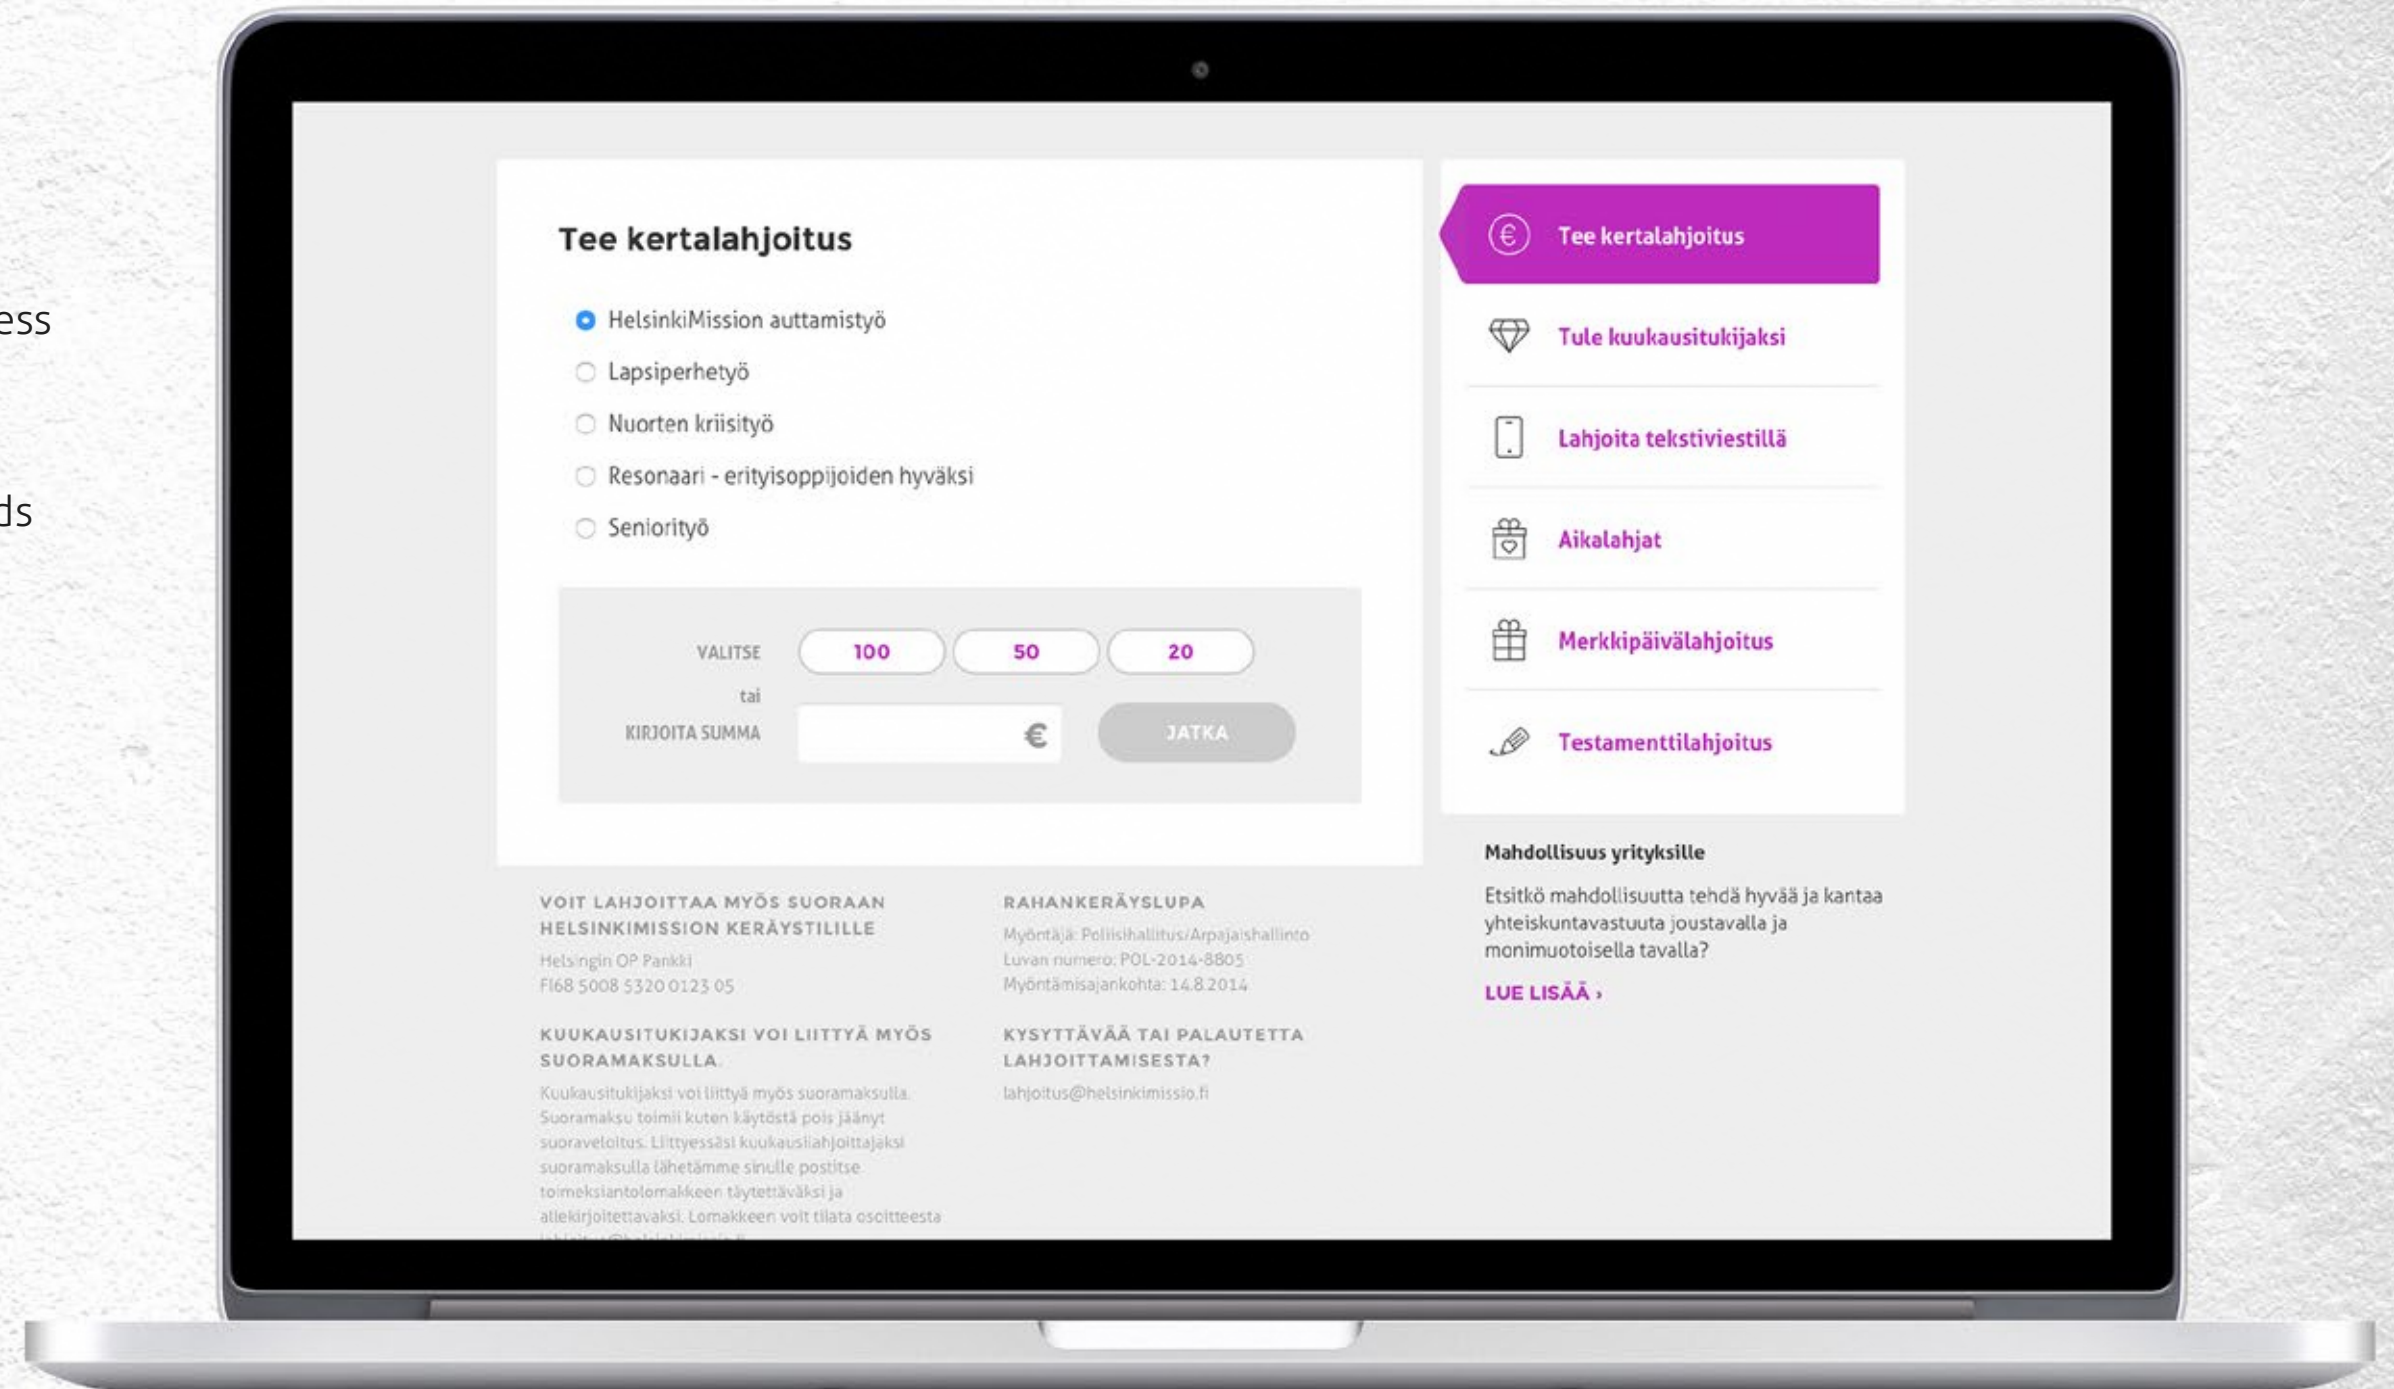 ess
ds
Tee kertalahjoitus
HelsinkiMission auttamistyö
Lapsiperhetyö
Nuorten kriisityö
Resonaari - erityisoppijoiden hyväksi
Seniorityö
VALITSE 100 50 20
tai
KIRJOITA SUMMA € JATKA
VOIT LAHJOITTAA MYÖS SUORAAN
HELSINKIMISSION KERÄYSTILILLE
Helsingin OP Pankki
FI68 5008 5320 0123 05
KUUKAUSITUKIJAKSI VOI LIITTYÄ MYÖS
SUORAMAKSULLA.
Kuukausitukijaksi voi liittyä myös suoramaksulla.
Suoramaksu toimii kuten käytöstä pois jäänyt
suoraveloitus. Liittyessäsi kuukausilahjoittajaksi
suoramaksulla lähetämme sinulle postitse
toimeksiantolomakkeen täytettäväksi ja
allekirjoitettavaksi. Lomakkeen voit tilata osoitteesta
RAHANKERÄYSLUPA
Myöntäjä: Poliisihallitus/Arpajaishallinto
Luvan numero: POL-2014-8805
Myöntämisajankohta: 14.8.2014
KYSYTTÄVÄÄ TAI PALAUTETTA
LAHJOITTAMISESTA?
lahjoitus@helsinkimissio.fi
€ Tee kertalahjoitus
Tule kuukausitukijaksi
Lahjoita tekstiviestillä
Aikalahjat
Merkkipäivälahjoitus
Testamenttilahjoitus
Mahdollisuus yrityksille
Etsitkö mahdollisuutta tehdä hyvää ja kantaa
yhteiskuntavastuuta joustavalla ja
monimuotoisella tavalla?
LUE LISÄÄ ›